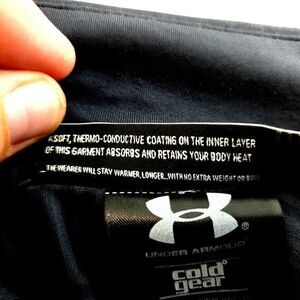 SOFT, THERMO-CONDUCTIVE COATING ON THE INNER LAYER
OF THIS GARMENT ABSORBS AND RETAINS YOUR BODY HEAT
THE WEARER WILL STAY WARMER, LONGER...WITH NO EXTRA WEIGHT OR
UNDER ARMOUR
cold
gear